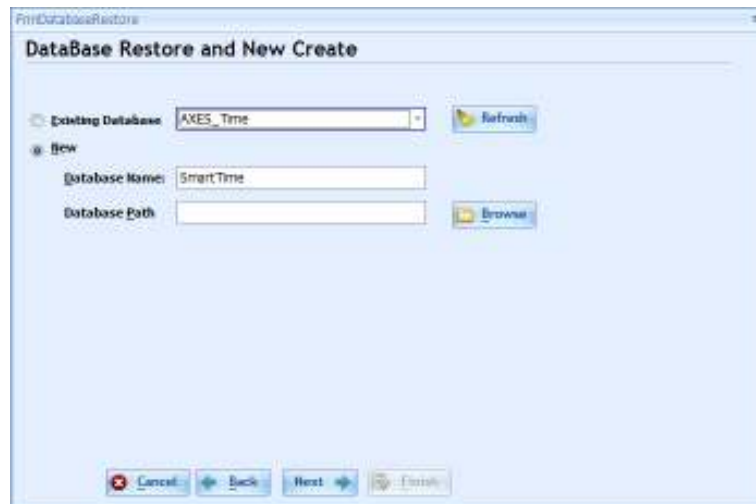 FrmDatabaseRestore
DataBase Restore and New Create
Existing Database AXES_Time Refresh
New
Database Name: SmartTime
Database Path Browse
Cancel Back Next Finish